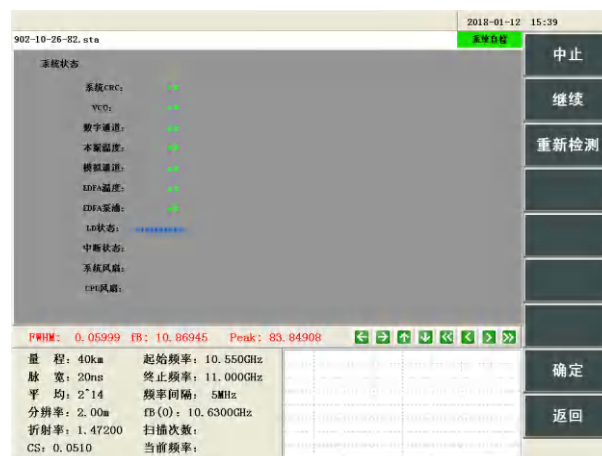 2018-01-12 15:39
902-10-26-82.sta
系统自检
系统状态
系统CRC:
VCO:
数字通道:
本振温度:
模拟通道:
EDFA温度:
EDFA泵浦:
LD状态:
中断状态:
系统风扇:
CPU风扇:
中止
继续
重新检测
确定
返回
FWHM: 0.05999 fB: 10.86945 Peak: 83.84908
量 程: 40km 起始频率: 10.550GHz
脉 宽: 20ns 终止频率: 11.000GHz
平 均: 2^14 频率间隔: 5MHz
分辨率: 2.00m fB(0): 10.6300GHz
折射率: 1.47200 扫描次数:
CS: 0.0510 当前频率: